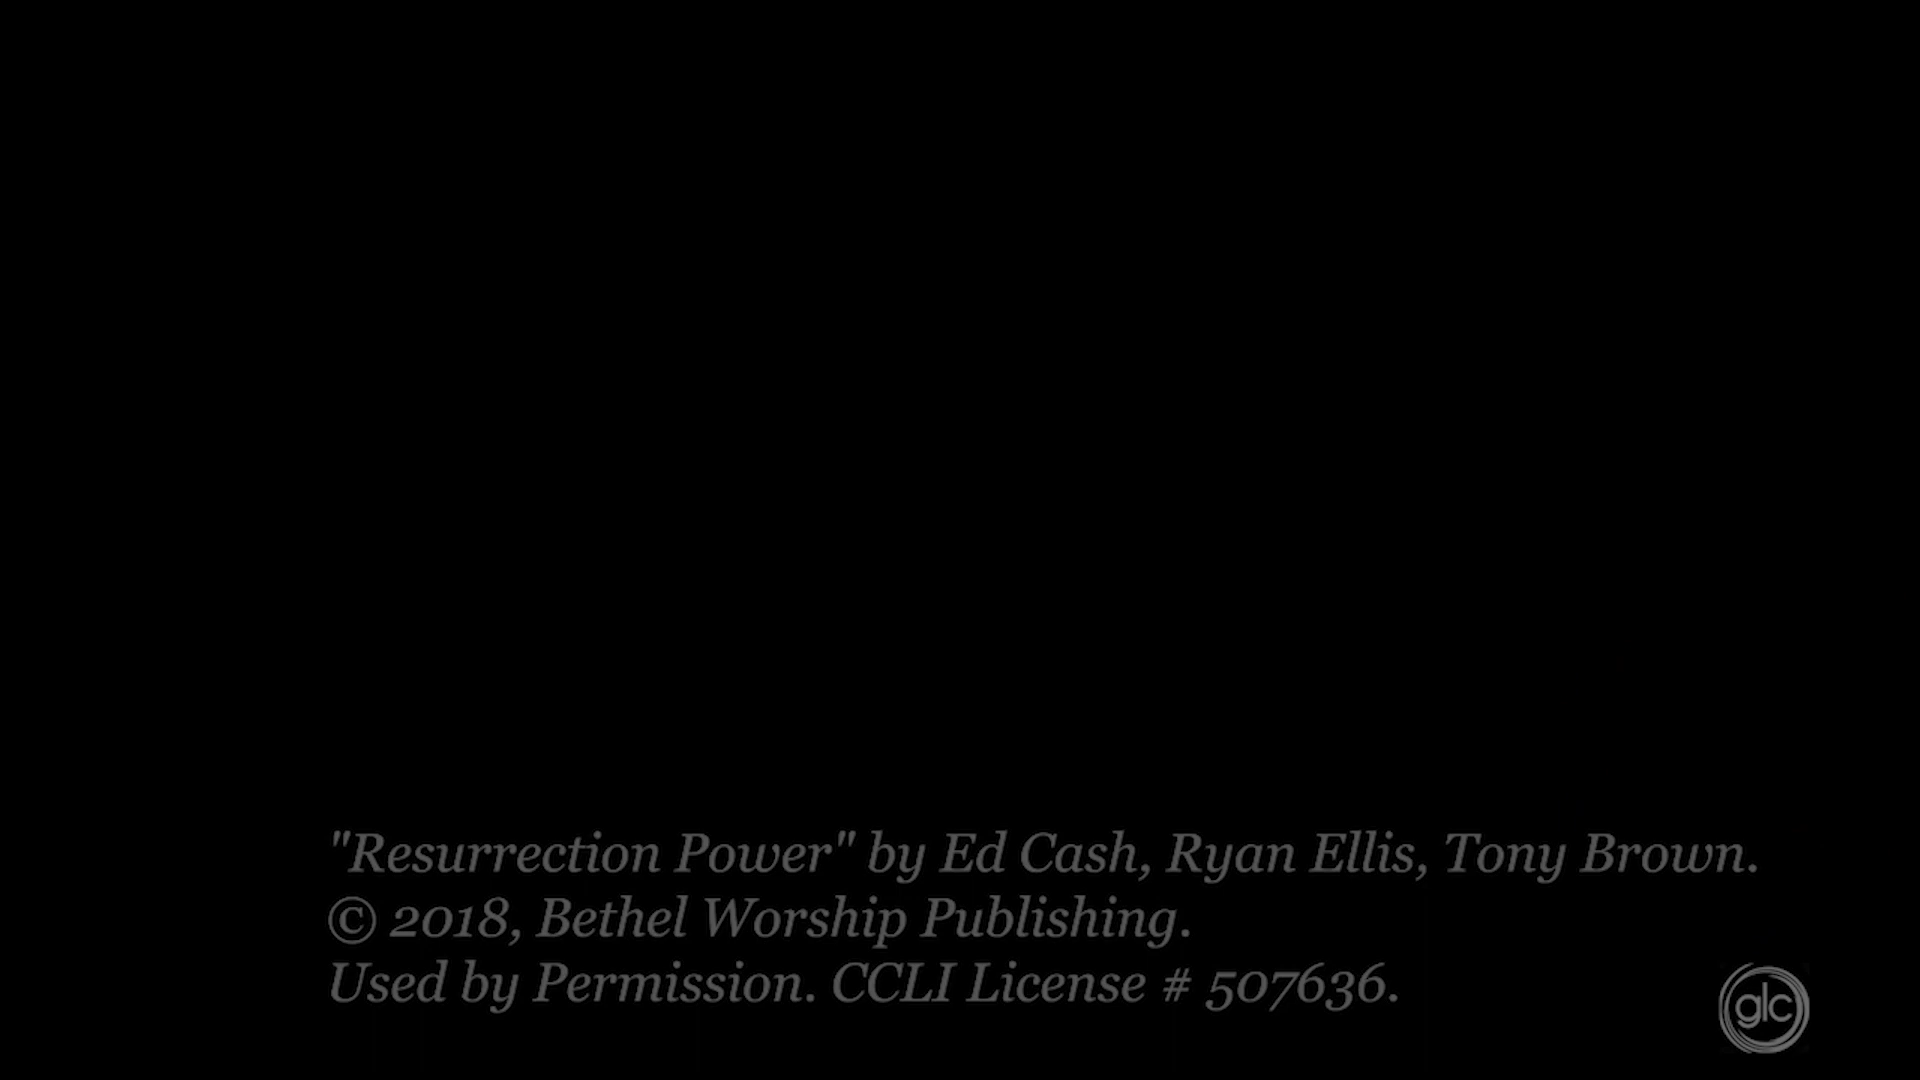 "Resurrection Power" by Ed Cash, Ryan Ellis, Tony Brown.
© 2018, Bethel Worship Publishing.
Used by Permission. CCLI License # 507636.
glc